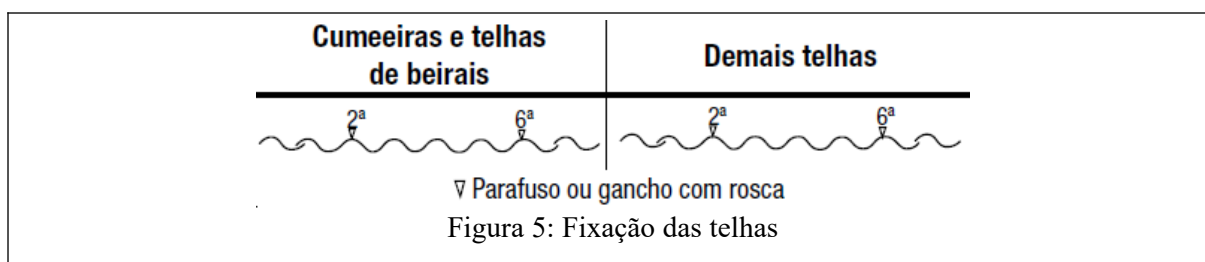 Cumeeiras e telhas
de beirais
Demais telhas
2ª 6ª 2ª 6ª
Parafuso ou gancho com rosca
Figura 5: Fixação das telhas